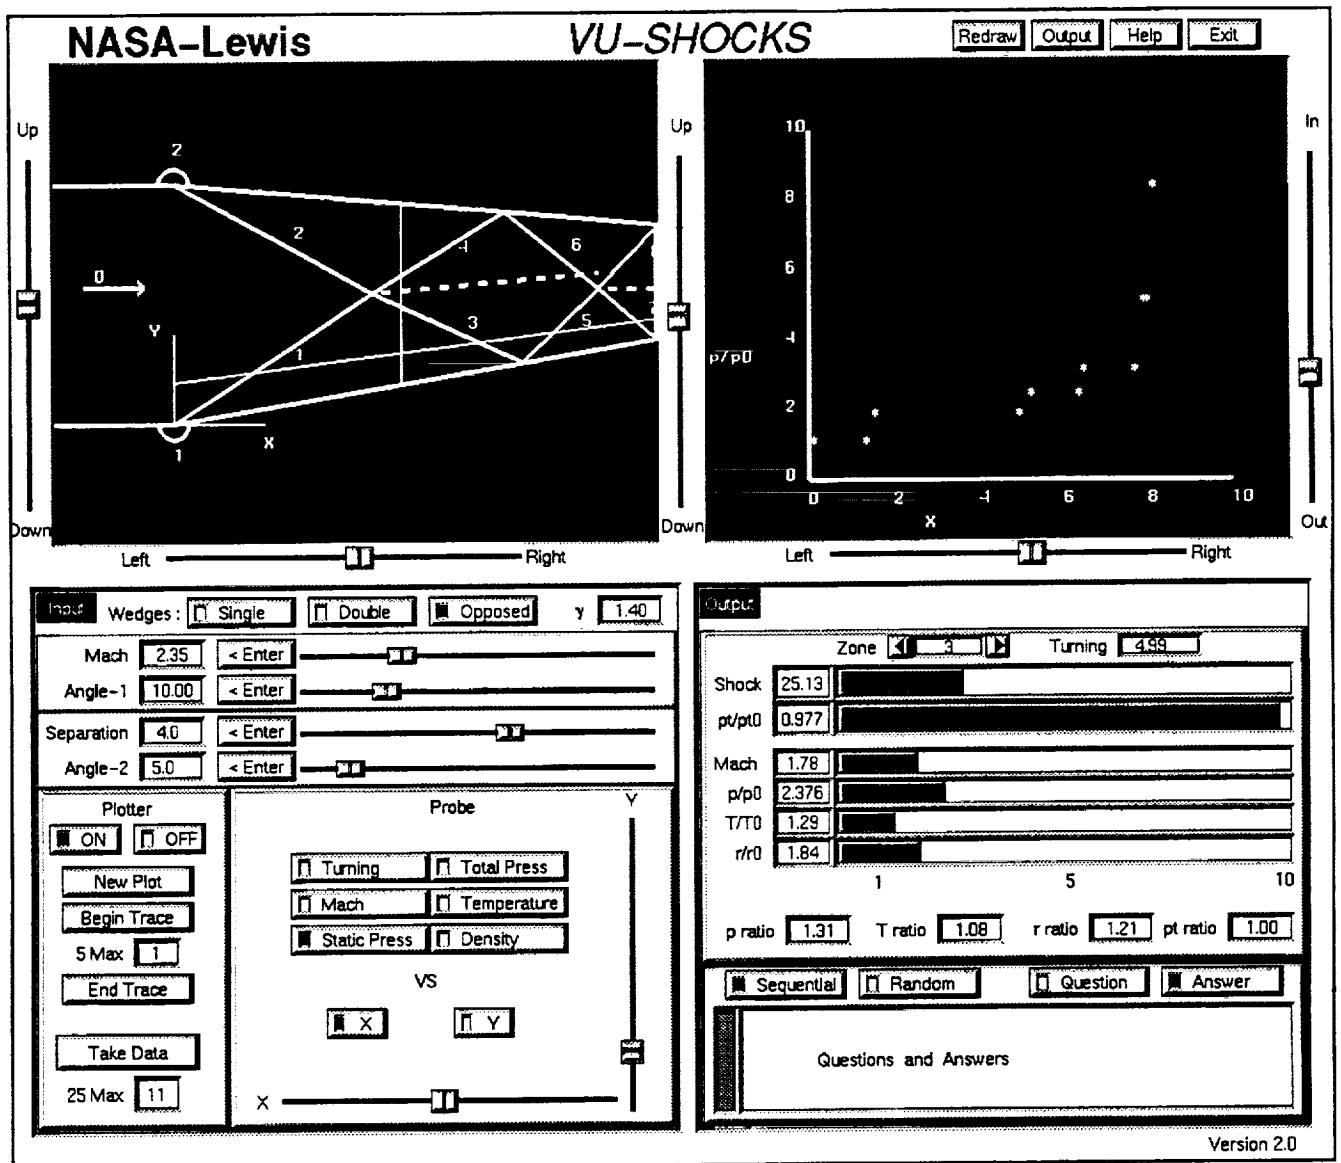 NASA-Lewis
VU-SHOCKS
Redraw Output Help Exit
Up
Down
Left Right
2
2
4
6
0
Y
1
3
5
X
1
Up
Down
10
8
6
4
p/p0
2
0
0 2 4 6 8 10
X
In
Out
Left Right
Input Wedges : Single Double Opposed γ 1.40
Mach 2.35 < Enter
Angle-1 10.00 < Enter
Separation 4.0 < Enter
Angle-2 5.0 < Enter
Plotter
ON OFF
New Plot
Begin Trace
5 Max 1
End Trace
Take Data
25 Max 11
Probe
Y
Turning Total Press
Mach Temperature
Static Press Density
VS
X Y
X
Output
Zone 3 Turning 4.99
Shock 25.13
pt/pt0 0.977
Mach 1.78
p/p0 2.376
T/T0 1.29
r/r0 1.84
1 5 10
p ratio 1.31 T ratio 1.08 r ratio 1.21 pt ratio 1.00
Sequential Random Question Answer
Questions and Answers
Version 2.0